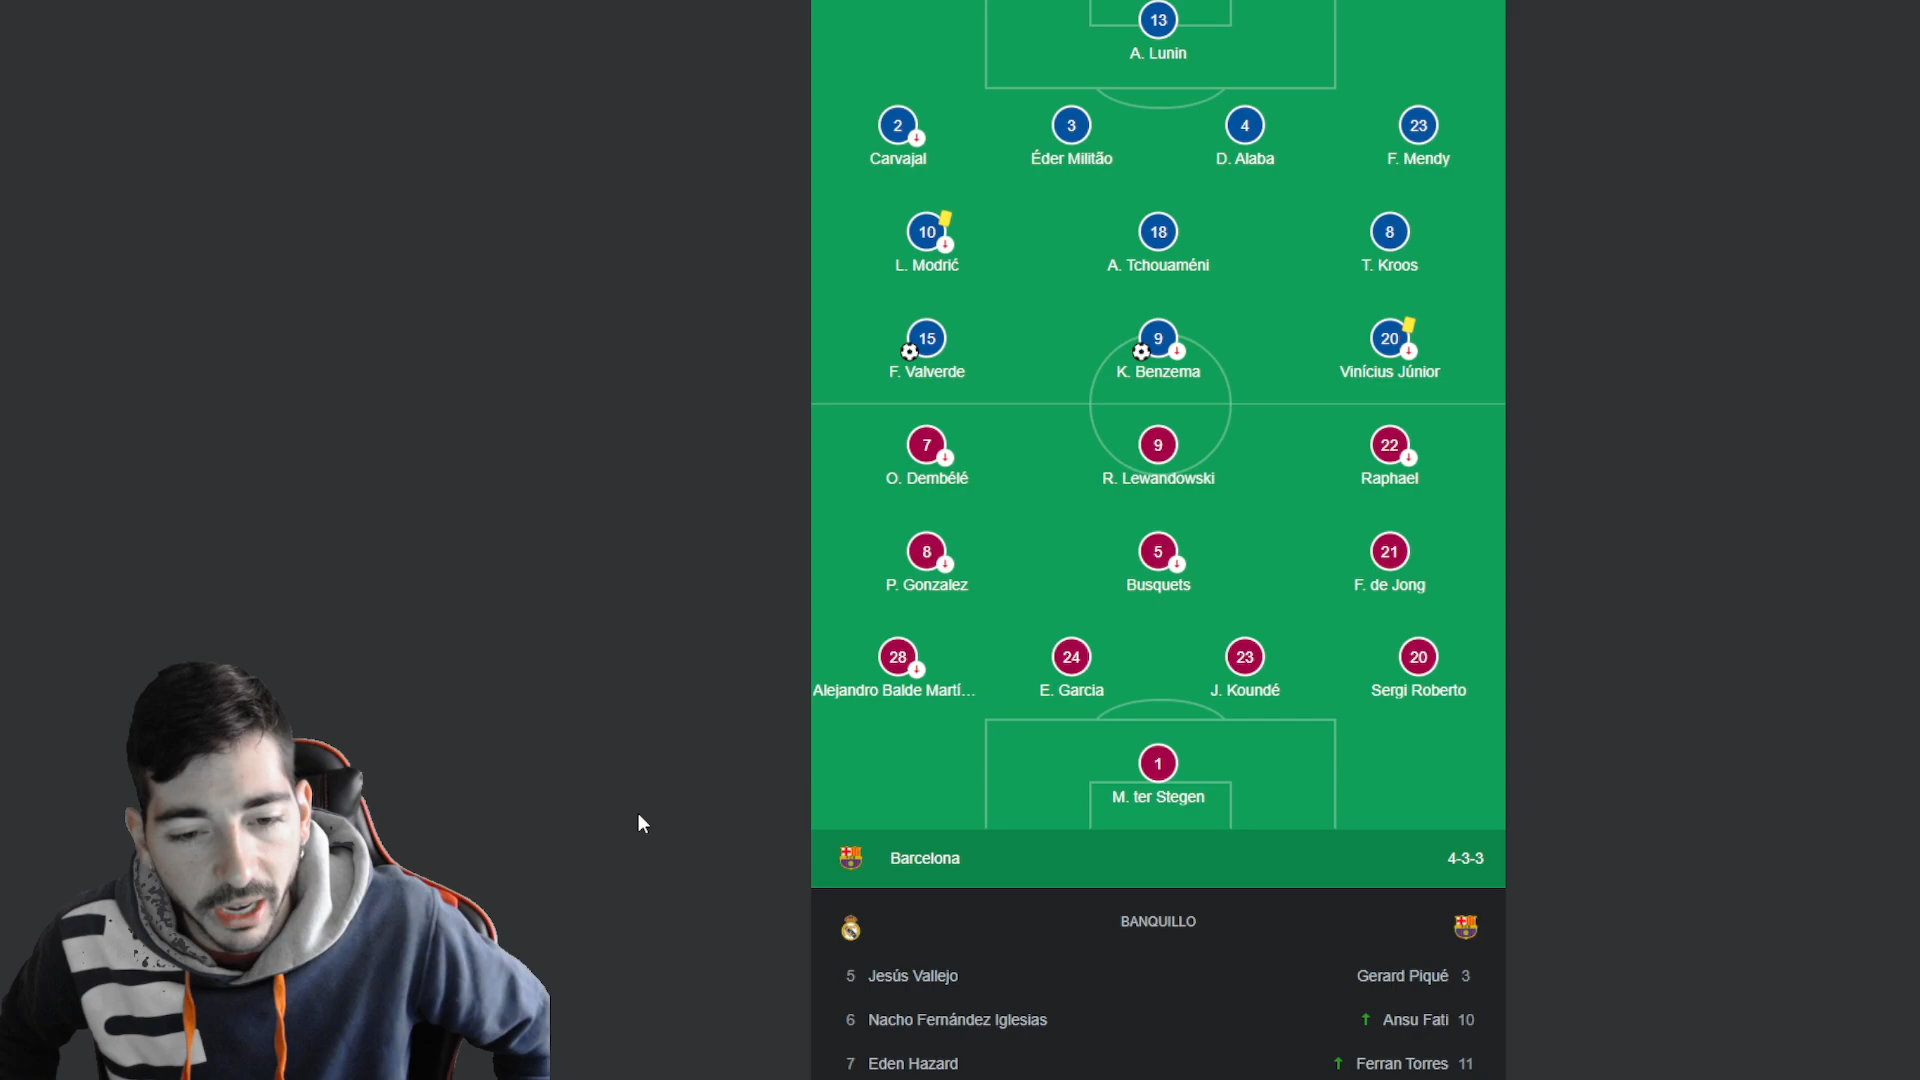 13
A. Lunin
2 3 4 23
Carvajal Éder Militão D. Alaba F. Mendy
10 18 8
L. Modrić A. Tchouaméni T. Kroos
15 9 20
F. Valverde K. Benzema Vinícius Júnior
7 9 22
O. Dembélé R. Lewandowski Raphael
8 5 21
P. Gonzalez Busquets F. de Jong
28 24 23 20
Alejandro Balde Martí... E. Garcia J. Koundé Sergi Roberto
1
M. ter Stegen
Barcelona 4-3-3
BANQUILLO
5 Jesús Vallejo Gerard Piqué 3
6 Nacho Fernández Iglesias Ansu Fati 10
7 Eden Hazard Ferran Torres 11